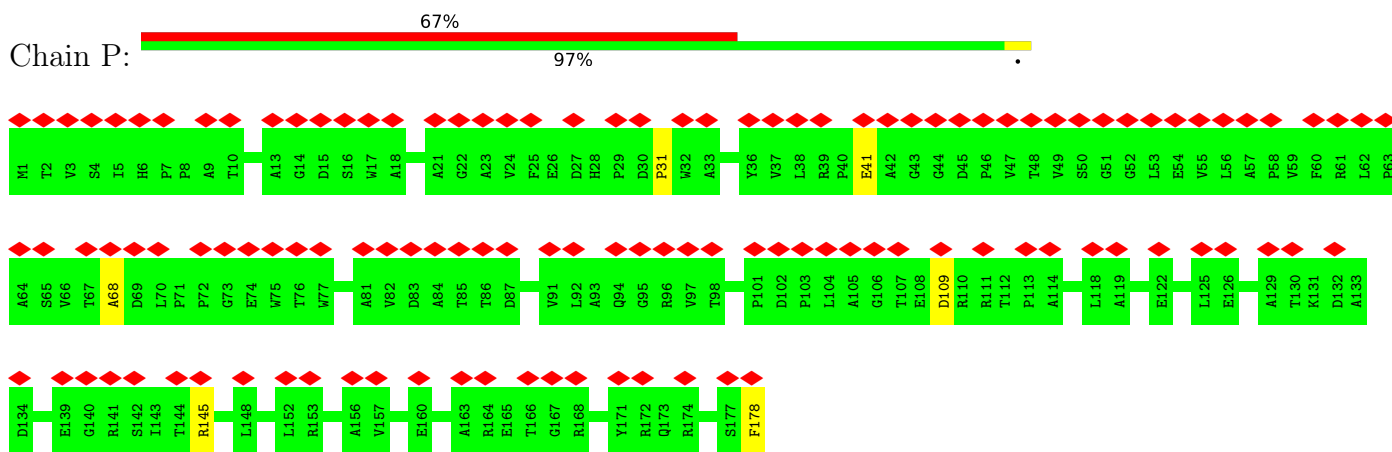 67%
Chain P:
97% •
M1 T2 V3 S4 I5 H6 P7 P8 A9 T10 A13 G14 D15 S16 W17 A18 A21 G22 A23 V24 F25 E26 D27 H28 P29 D30 P31 W32 A33 Y36 V37 L38 R39 P40 E41 A42 G43 G44 D45 P46 V47 T48 V49 S50 G51 G52 L53 E54 V55 L56 A57 P58 V59 F60 R61 L62 P63
A64 S65 V66 T67 A68 D69 L70 P71 P72 G73 E74 W75 T76 W77 A81 V82 D83 A84 T85 T86 D87 V91 L92 A93 Q94 G95 R96 V97 T98 P101 D102 P103 L104 A105 G106 T107 E108 D109 R110 R111 T112 P113 A114 L118 A119 E122 L125 E126 A129 T130 K131 D132 A133
D134 E139 G140 R141 S142 I143 T144 R145 L148 L152 R153 A156 V157 E160 A163 R164 E165 T166 G167 R168 Y171 R172 Q173 R174 S177 F178